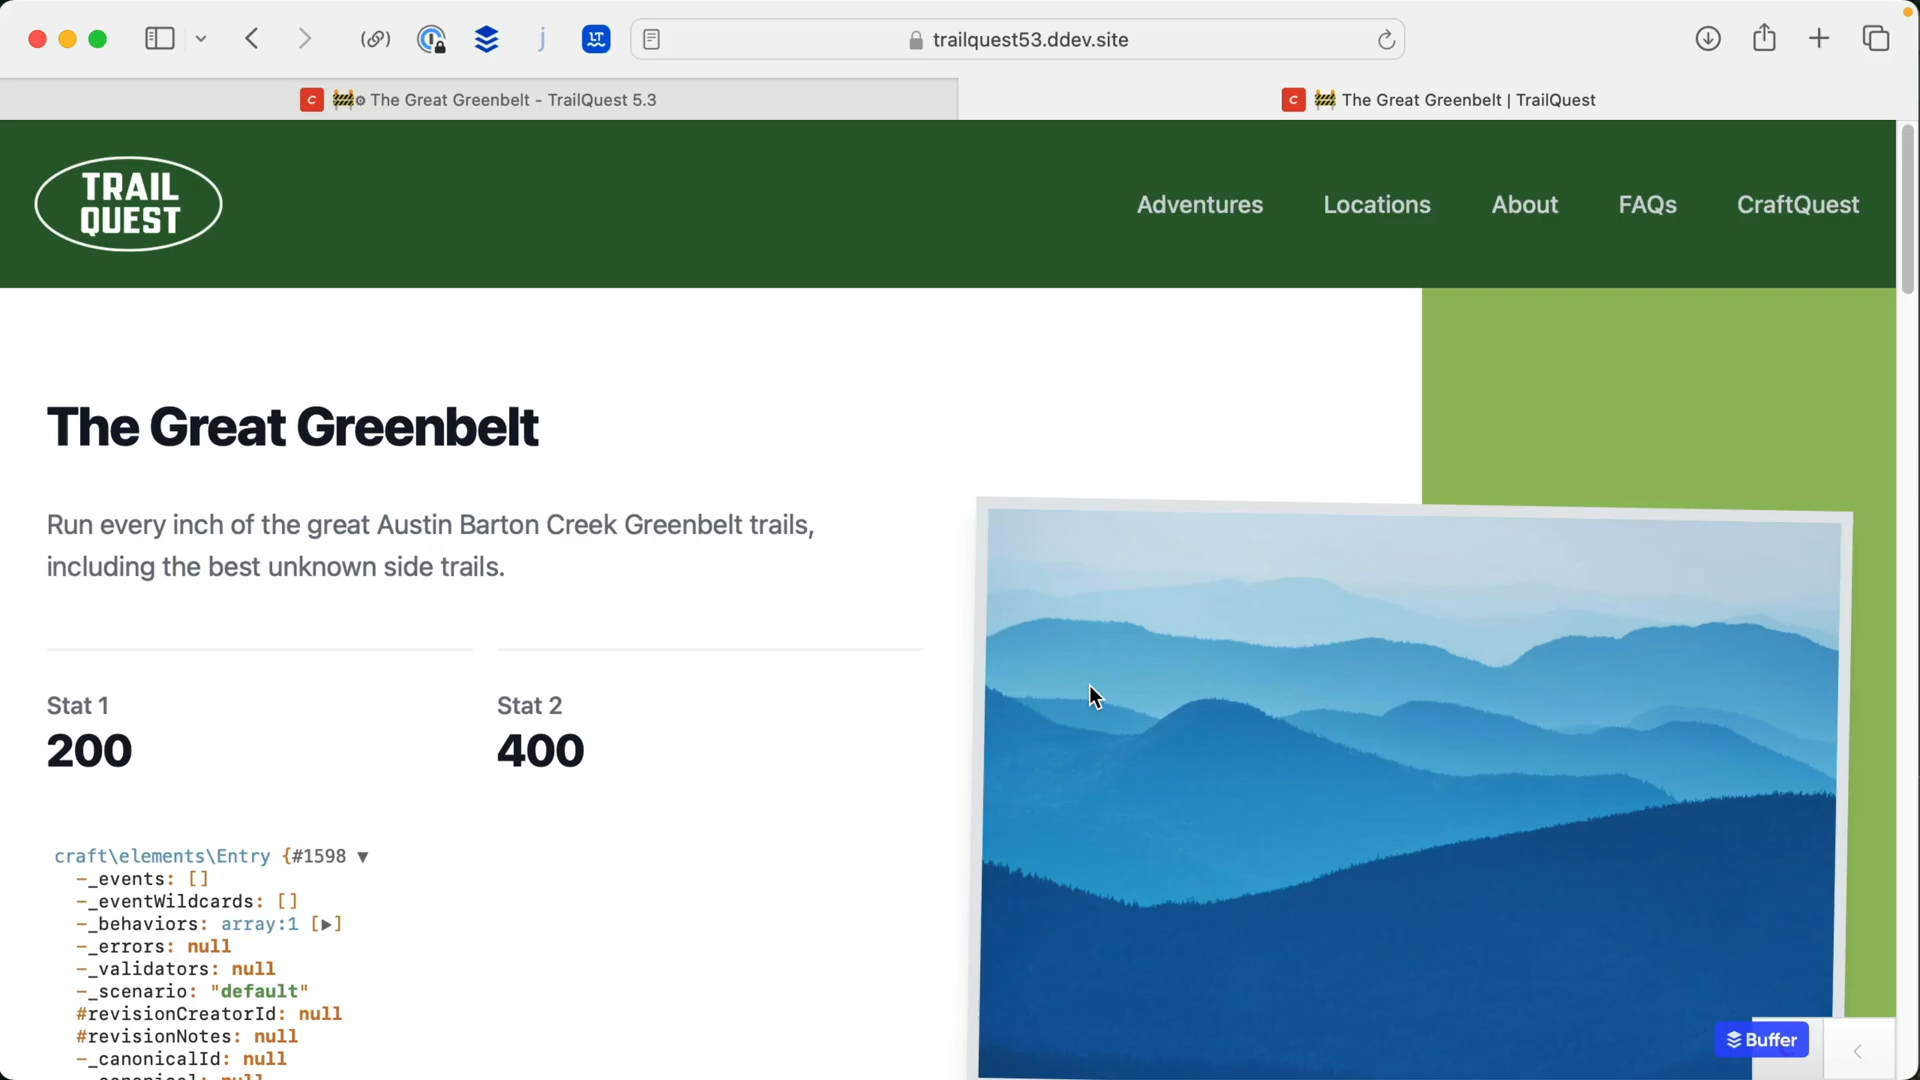 trailquest53.ddev.site
The Great Greenbelt - TrailQuest 5.3
The Great Greenbelt | TrailQuest
TRAIL
QUEST
Adventures
Locations
About
FAQs
CraftQuest
The Great Greenbelt
Run every inch of the great Austin Barton Creek Greenbelt trails,
including the best unknown side trails.
Stat 1
200
Stat 2
400
craft\elements\Entry {#1598 ▼
-_events: []
-_eventWildcards: []
-_behaviors: array:1 [▶]
-_errors: null
-_validators: null
-_scenario: "default"
#revisionCreatorId: null
#revisionNotes: null
-_canonicalId: null
Buffer